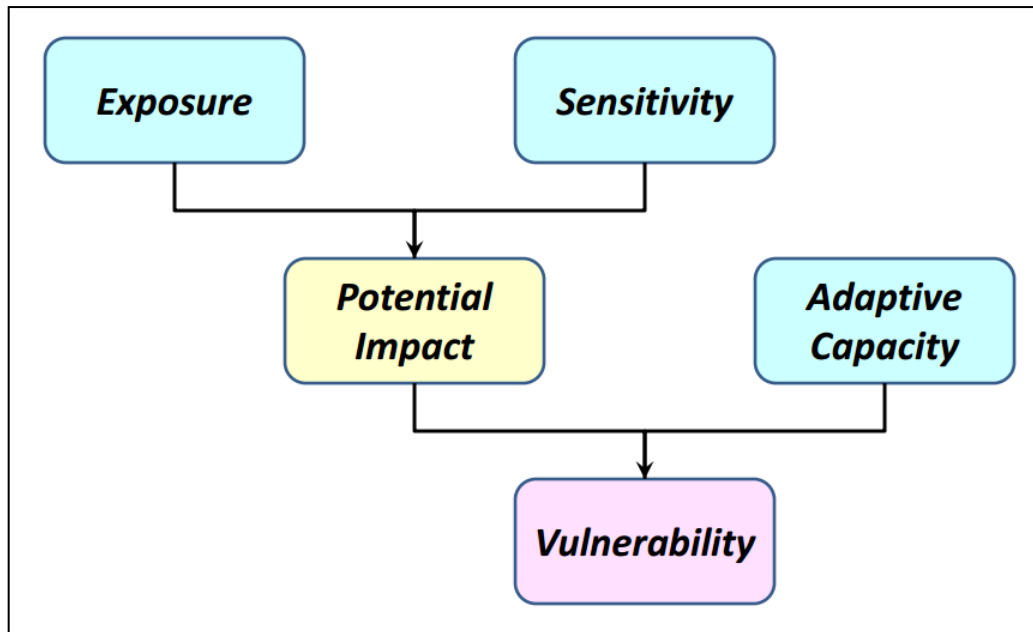 Exposure
Sensitivity
Potential
Impact
Adaptive
Capacity
Vulnerability